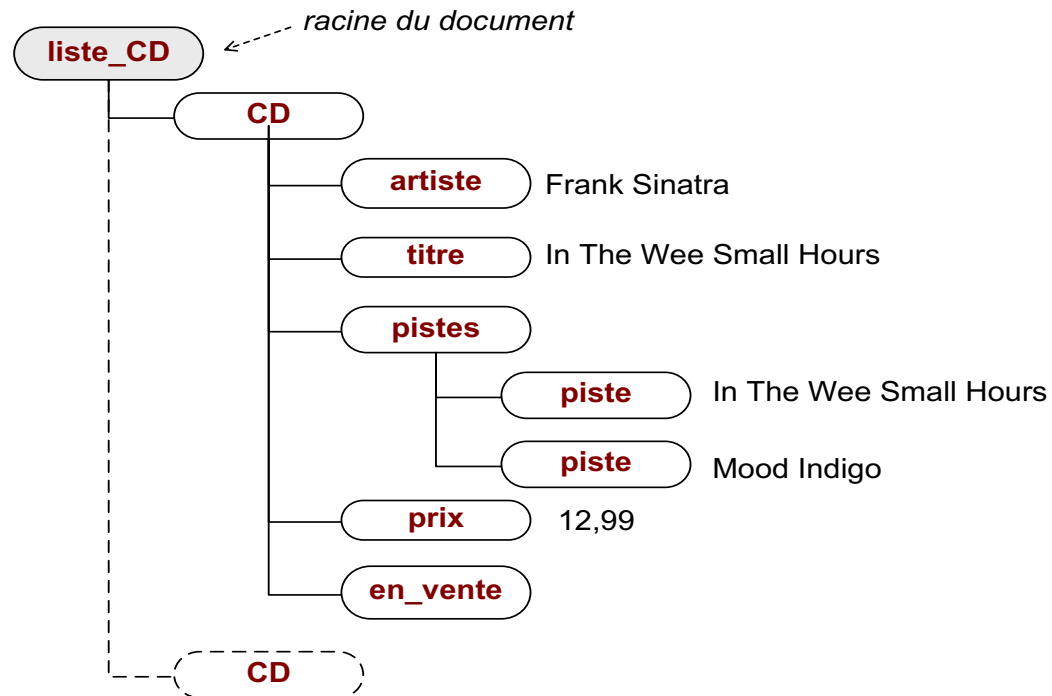 racine du document
liste_CD
CD
artiste Frank Sinatra
titre In The Wee Small Hours
pistes
piste In The Wee Small Hours
piste Mood Indigo
prix 12,99
en_vente
CD